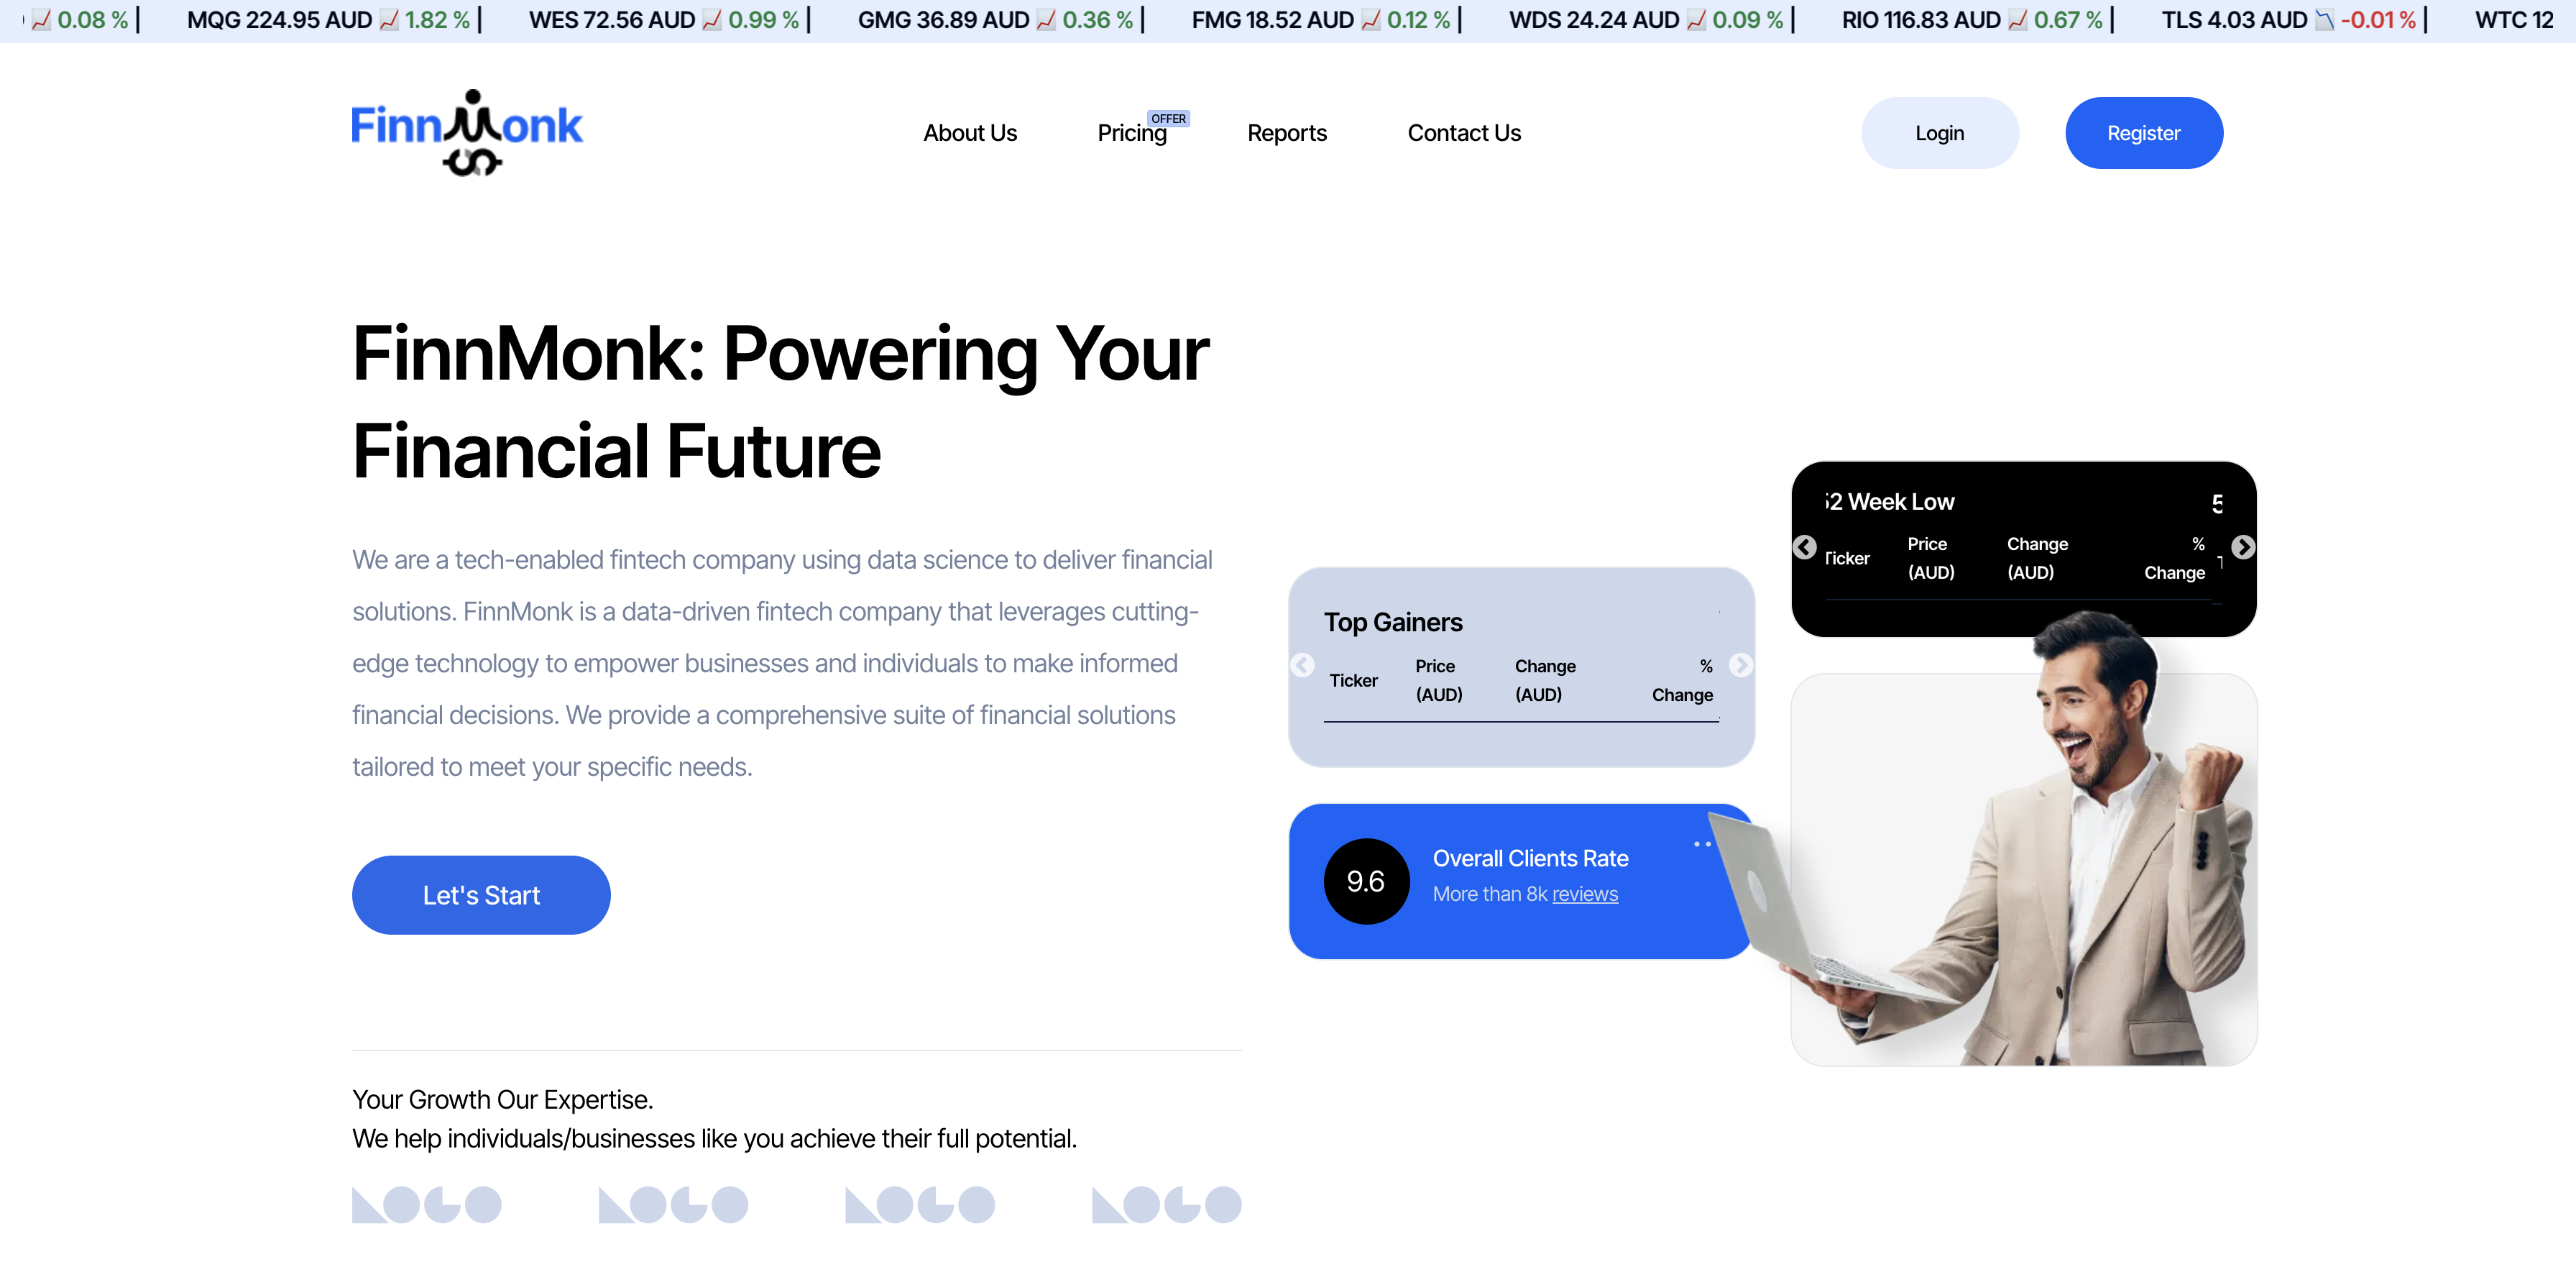 0.08 % |
MQG 224.95 AUD 📈 1.82 % |
WES 72.56 AUD 📈 0.99 % |
GMG 36.89 AUD 📈 0.36 % |
FMG 18.52 AUD 📈 0.12 % |
WDS 24.24 AUD 📈 0.09 % |
RIO 116.83 AUD 📈 0.67 % |
TLS 4.03 AUD 📉 -0.01 % |
WTC 12
FinnMonk
About Us
Pricing
OFFER
Reports
Contact Us
Login
Register
FinnMonk: Powering Your
Financial Future
We are a tech-enabled fintech company using data science to deliver financial
solutions. FinnMonk is a data-driven fintech company that leverages cutting-
edge technology to empower businesses and individuals to make informed
financial decisions. We provide a comprehensive suite of financial solutions
tailored to meet your specific needs.
Let's Start
Your Growth Our Expertise.
We help individuals/businesses like you achieve their full potential.
LOGO
LOGO
LOGO
LOGO
Top Gainers
Ticker
Price
(AUD)
Change
(AUD)
%
Change
9.6
Overall Clients Rate
More than 8k reviews
52 Week Low
5
Ticker
Price
(AUD)
Change
(AUD)
%
Change